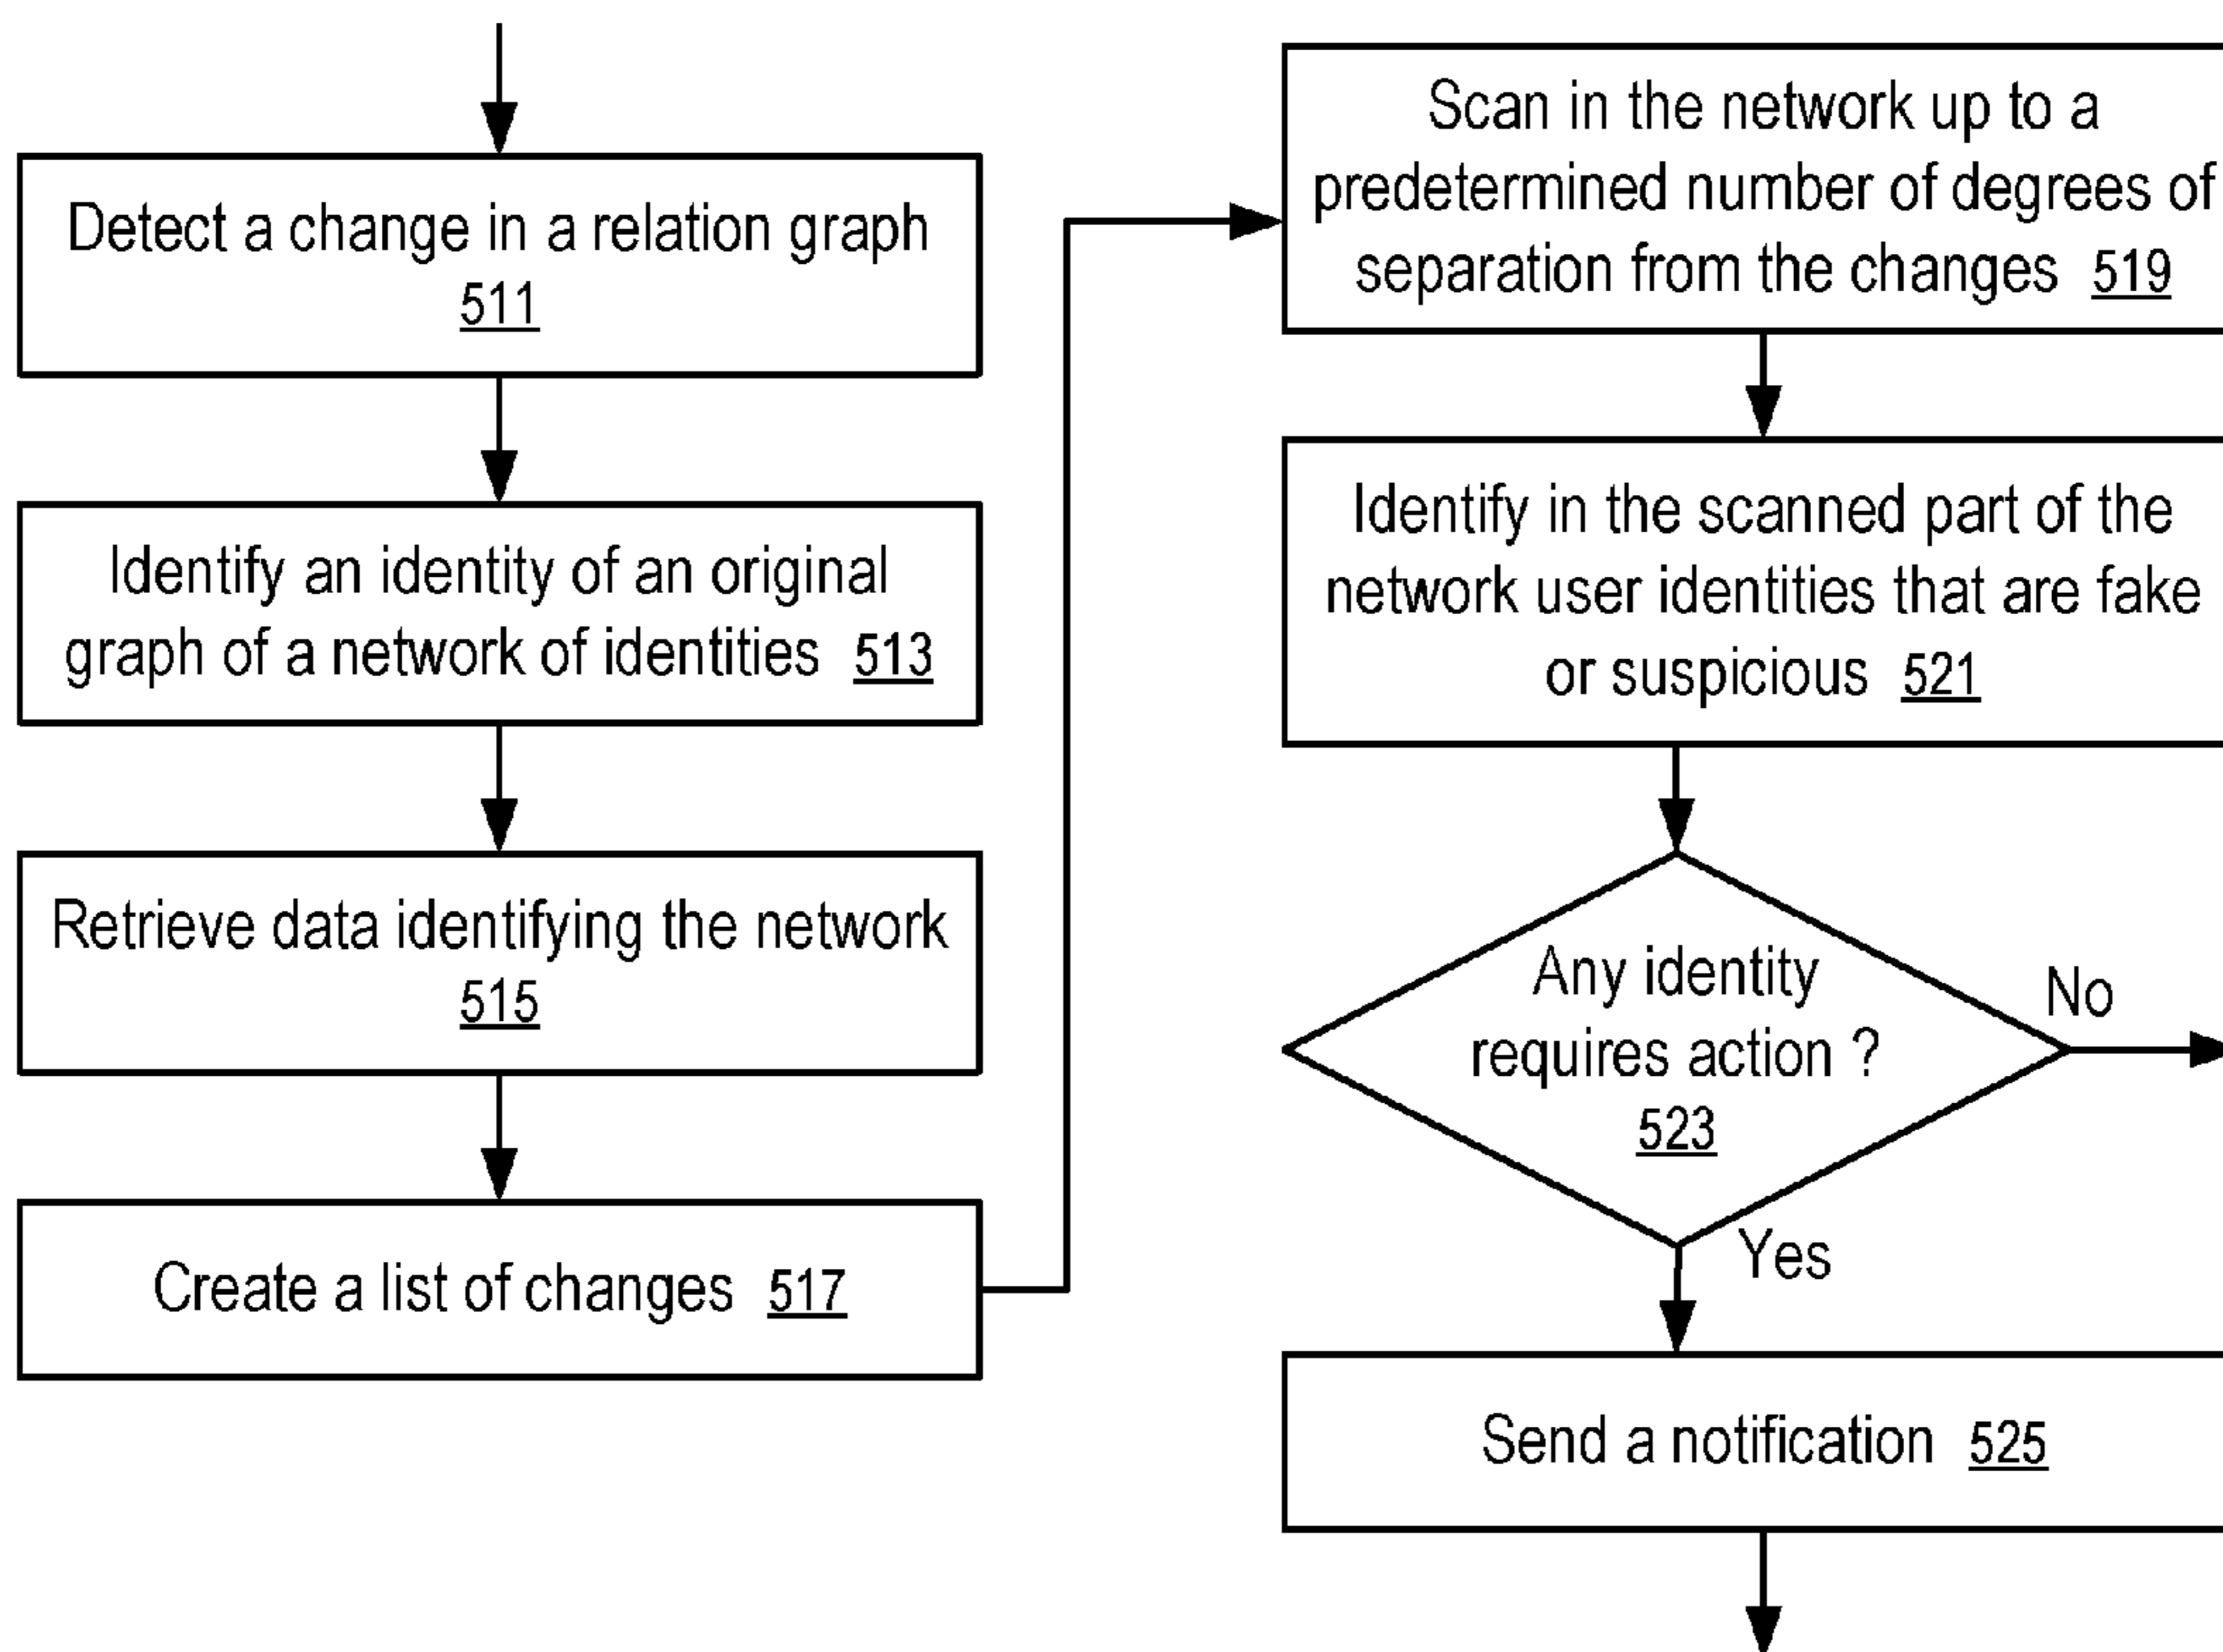 Detect a change in a relation graph
511
Identify an identity of an original
graph of a network of identities 513
Retrieve data identifying the network
515
Create a list of changes 517
Scan in the network up to a
predetermined number of degrees of
separation from the changes 519
Identify in the scanned part of the
network user identities that are fake
or suspicious 521
Any identity
requires action ?
523
No
Yes
Send a notification 525